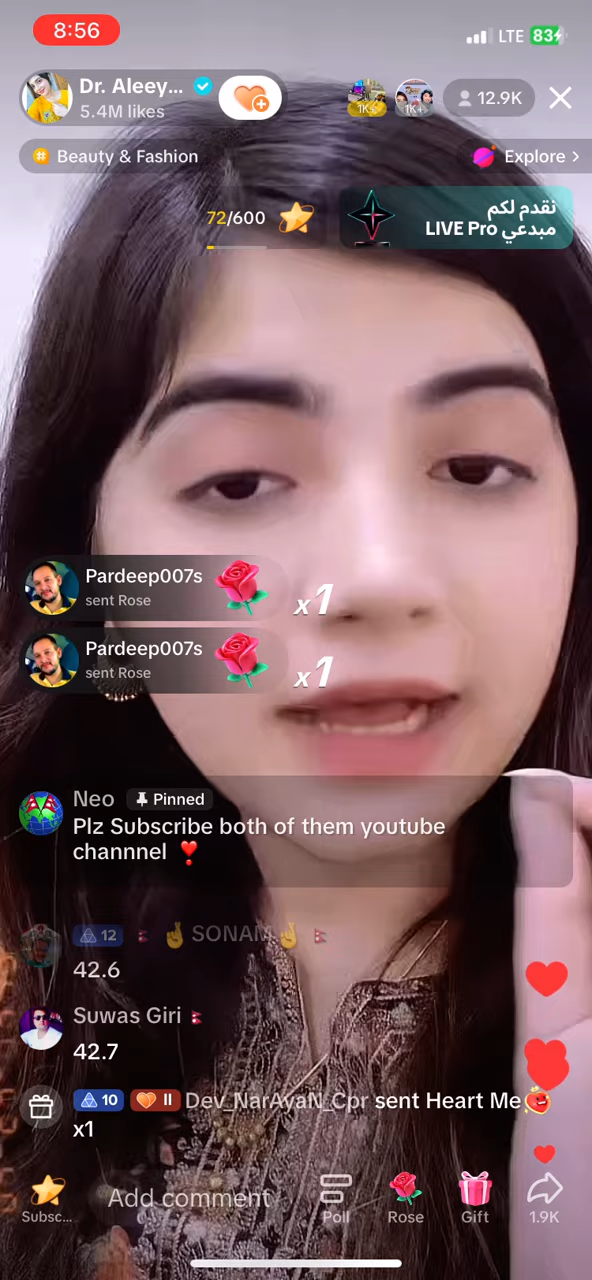 8:56
LTE 83
Dr. Aleey...
5.4M likes
1K+
1K+
12.9K
Beauty & Fashion
Explore >
72/600
نقدم لكم
مبدعي LIVE Pro
Pardeep007s
sent Rose
x1
Pardeep007s
sent Rose
x1
Neo Pinned
Plz Subscribe both of them youtube
channnel ❣️
12 🇳🇵 🤞 SONAM 🤞 🇳🇵
42.6
Suwas Giri 🇳🇵
42.7
10 II Dev_NarAyaN_Cpr sent Heart Me
x1
Subsc...
Add comment
Poll
Rose
Gift
1.9K